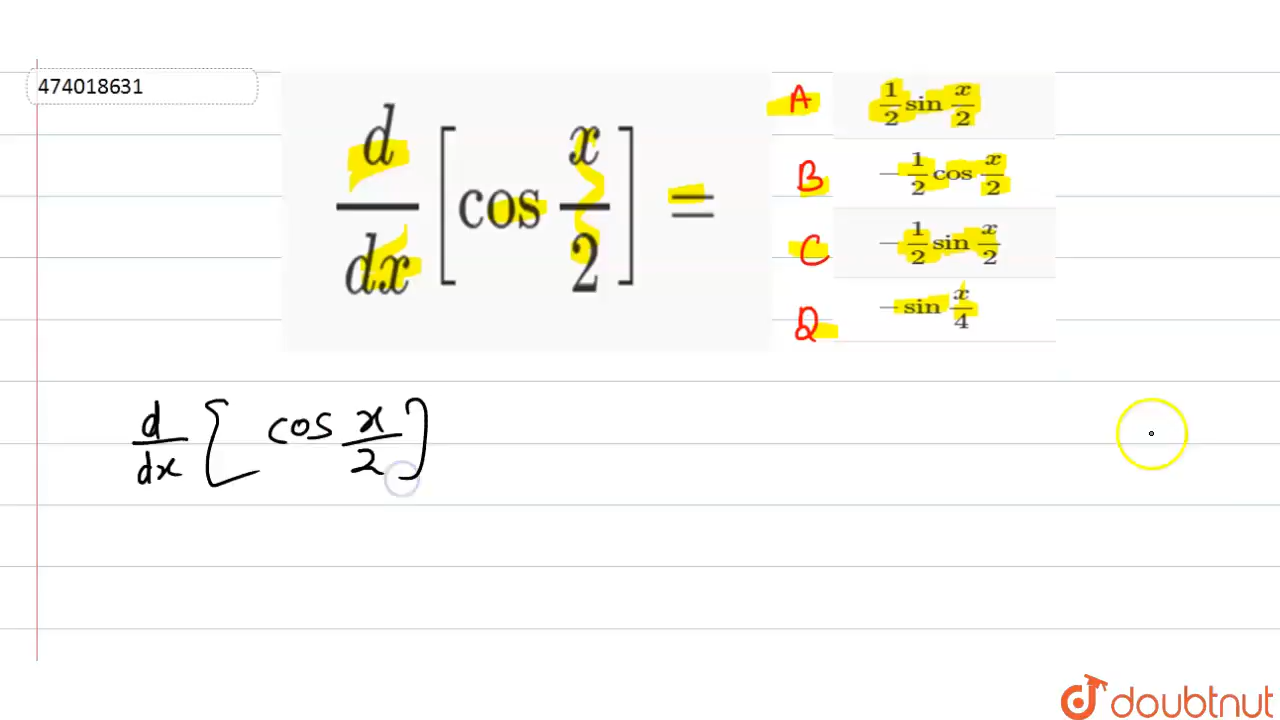 474018631
d/dx [cos x/2] =
A 1/2 sin x/2
B -1/2 cos x/2
C -1/2 sin x/2
D -sin x/4
d/dx [cos x/2]
doubtnut